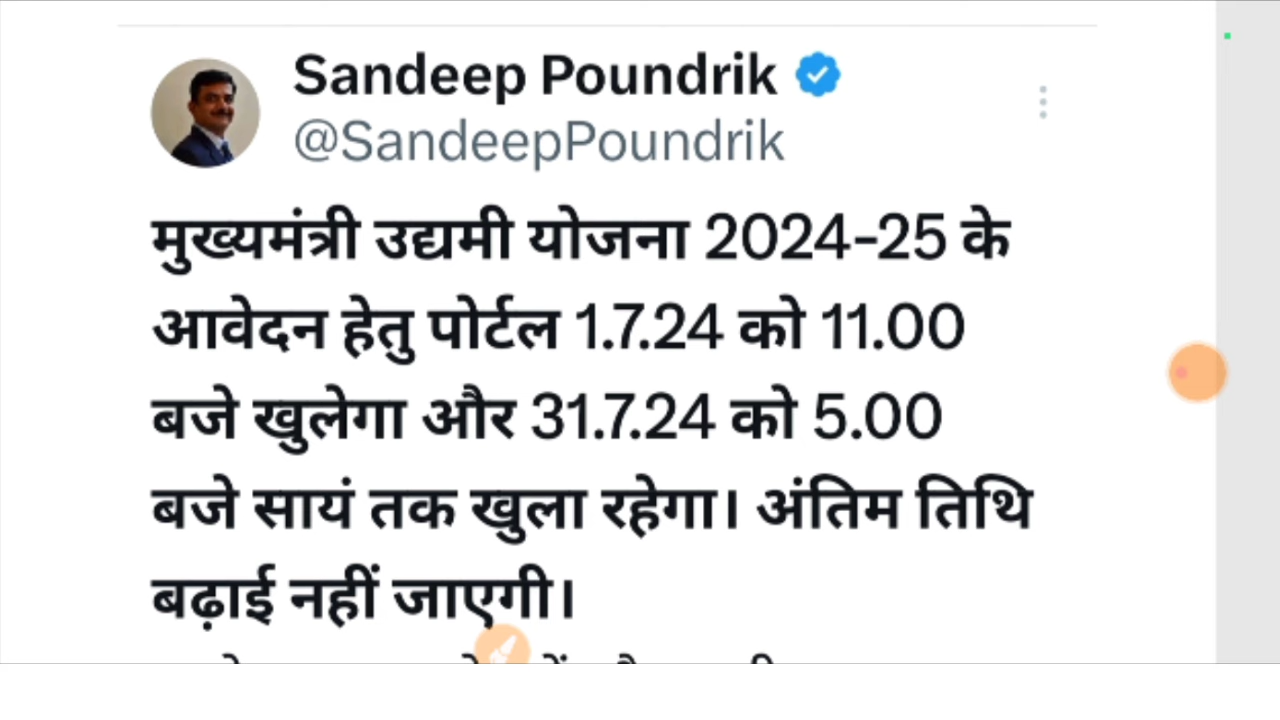 Sandeep Poundrik
@SandeepPoundrik
मुख्यमंत्री उद्यमी योजना 2024-25 के
आवेदन हेतु पोर्टल 1.7.24 को 11.00
बजे खुलेगा और 31.7.24 को 5.00
बजे सायं तक खुला रहेगा। अंतिम तिथि
बढ़ाई नहीं जाएगी।